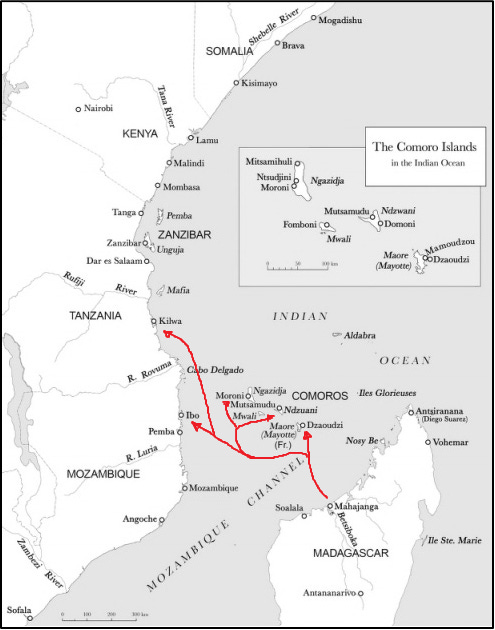 Mogadishu
Shebelle River
SOMALIA
Brava
Kisimayo
Nairobi
Tana River
KENYA
Lamu
Malindi
Mombasa
The Comoro Islands
in the Indian Ocean
Mitsamihuli
Ntsudjini
Ngazidja
Moroni
Mutsamudu
Ndzwani
Fomboni
Domoni
Mwali
Maore
(Mayotte)
Mamoudzou
Dzaoudzi
0 50 100 km
Tanga
Pemba
Zanzibar
ZANZIBAR
Unguja
Dar es Salaam
Rufiji
River
Mafia
TANZANIA
Kilwa
INDIAN
OCEAN
Aldabra
R. Rovuma
Cabo Delgado
Ngazidja
COMOROS
Iles Glorieuses
Moroni
Mutsamudu
Mwali
Ndzuani
Ibo
Pemba
Maore
(Mayotte)
(Fr.)
Dzaoudzi
Antjiranana
(Diego Suarez)
Nosy Be
Vohemar
R. Luria
MOZAMBIQUE
Mozambique
MOZAMBIQUE CHANNEL
Angoche
Soalala
Mahajanga
Betsiboka
MADAGASCAR
Ile Ste. Marie
Zambezi River
Antananarivo
Sofala
0 100 200 300 km